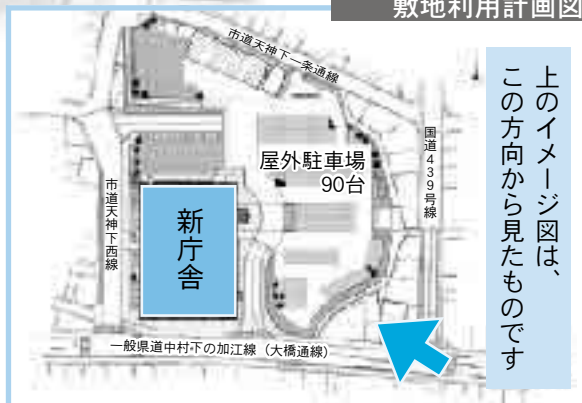 敷地利用計画図
市道天神下一条通線
国道439号線
屋外駐車場
90台
市道天神下西線
新庁舎
一般県道中村下の加江線（大橋通線）
上のイメージ図は、
この方向から見たものです